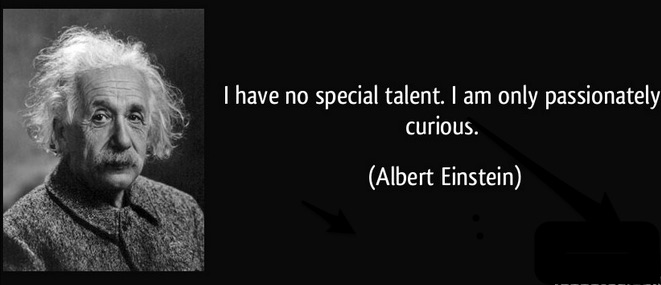 I have no special talent. I am only passionately
curious.
(Albert Einstein)